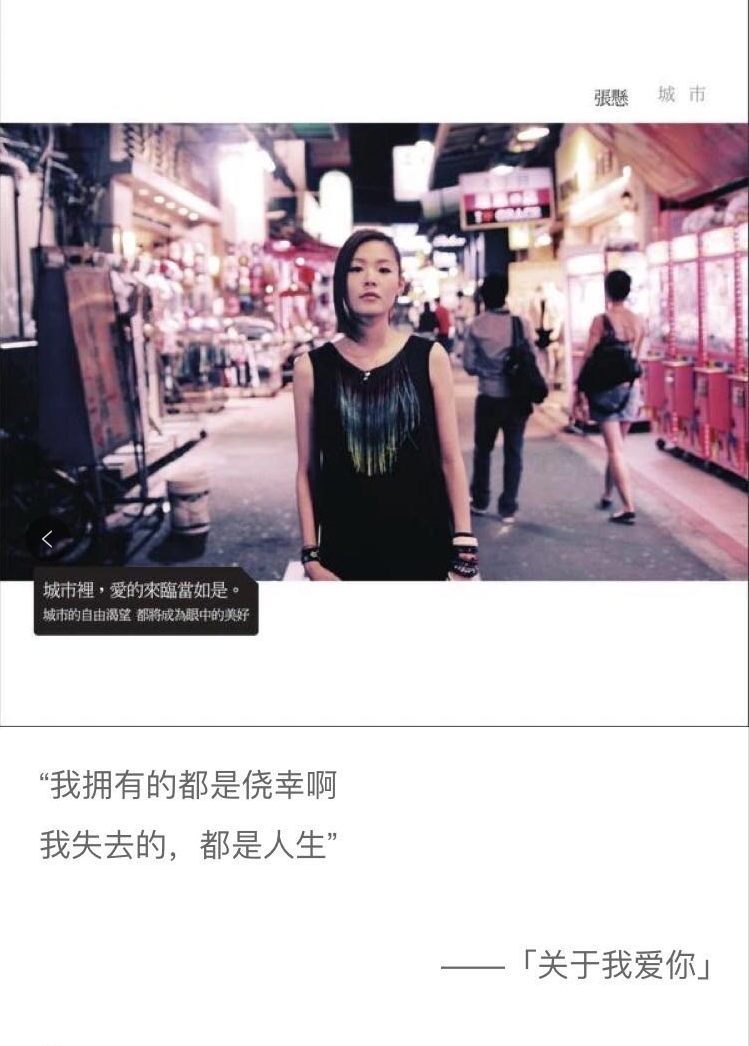 張懸 城市
城市裡，愛的來臨當如是。
城市的自由渴望 都將成為眼中的美好
“我拥有的都是侥幸啊
我失去的，都是人生”
——「关于我爱你」